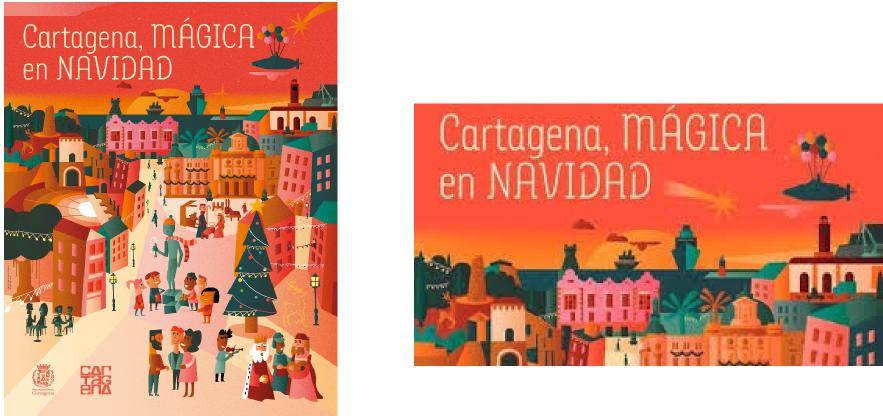 Cartagena, MÁGICA
en NAVIDAD
CAR
TAG
ENA
Cartagena, MÁGICA
en NAVIDAD